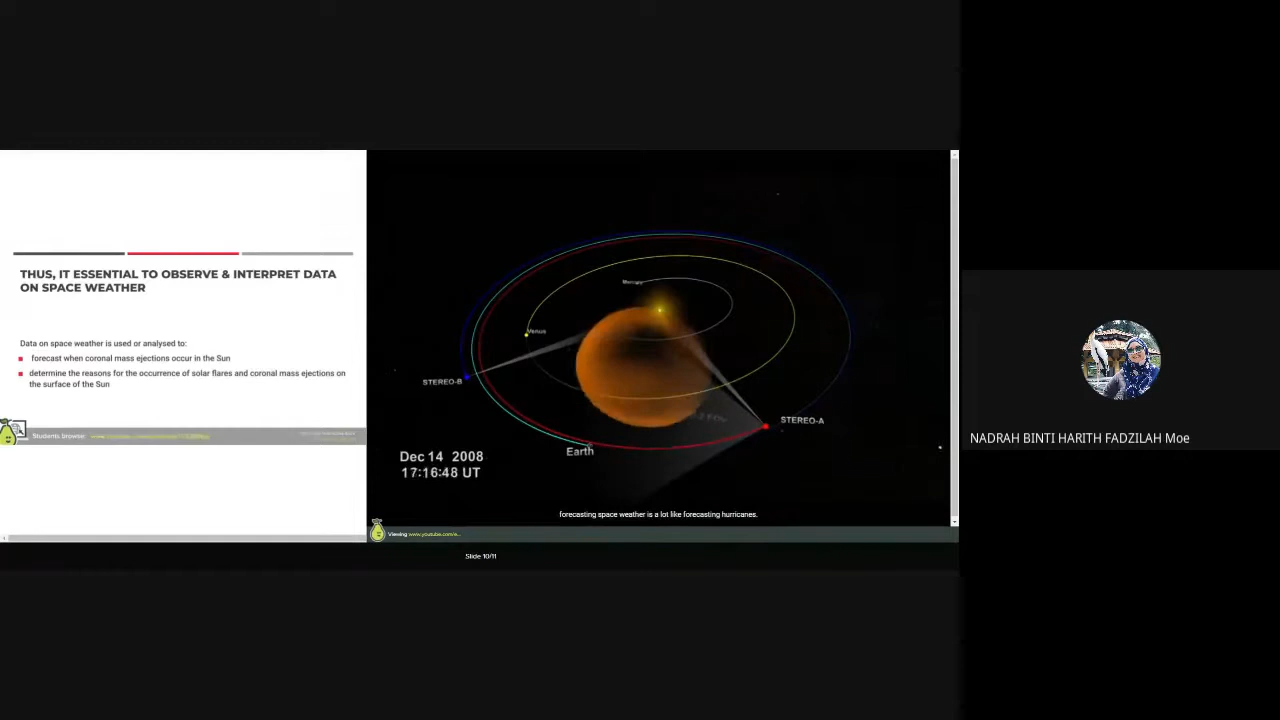 THUS, IT ESSENTIAL TO OBSERVE & INTERPRET DATA
ON SPACE WEATHER
Data on space weather is used or analysed to:
forecast when coronal mass ejections occur in the Sun
determine the reasons for the occurrence of solar flares and coronal mass ejections on
the surface of the Sun
Students browse:
Mercury
Venus
STEREO-B
STEREO-A
Earth
Dec 14 2008
17:16:48 UT
forecasting space weather is a lot like forecasting hurricanes.
Viewing www.youtube.com/e...
Slide 10/11
NADRAH BINTI HARITH FADZILAH Moe